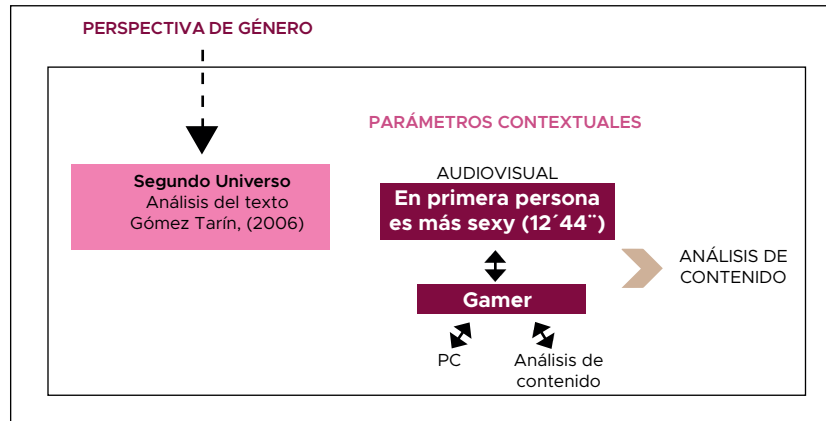 PERSPECTIVA DE GÉNERO
PARÁMETROS CONTEXTUALES
Segundo Universo
Análisis del texto
Gómez Tarín, (2006)
AUDIOVISUAL
En primera persona
es más sexy (12´44¨)
ANÁLISIS DE
CONTENIDO
Gamer
PC
Análisis de
contenido